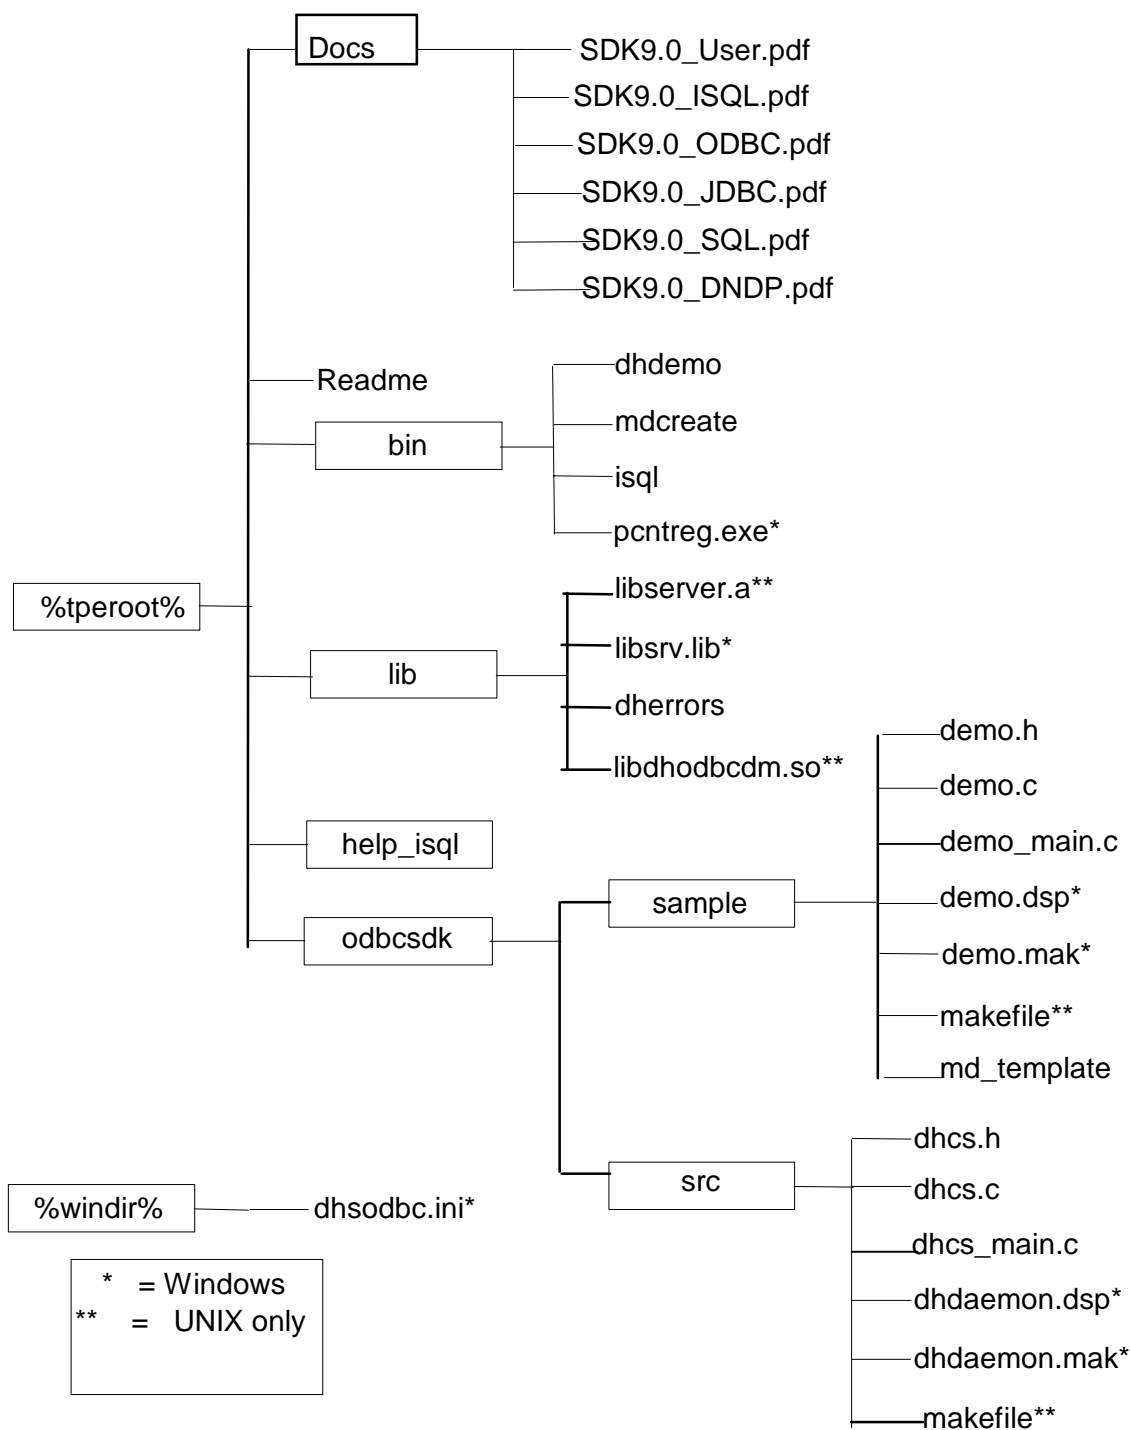 Docs
SDK9.0_User.pdf
SDK9.0_ISQL.pdf
SDK9.0_ODBC.pdf
SDK9.0_JDBC.pdf
SDK9.0_SQL.pdf
SDK9.0_DNDP.pdf
Readme
bin
dhdemo
mdcreate
isql
pcntreg.exe*
%tperoot%
lib
libserver.a**
libsrv.lib*
dherrors
libdhodbcdm.so**
help_isql
odbcsdk
sample
demo.h
demo.c
demo_main.c
demo.dsp*
demo.mak*
makefile**
md_template
src
dhcs.h
dhcs.c
dhcs_main.c
dhdaemon.dsp*
dhdaemon.mak*
makefile**
%windir%
dhsodbc.ini*
* = Windows
** = UNIX only